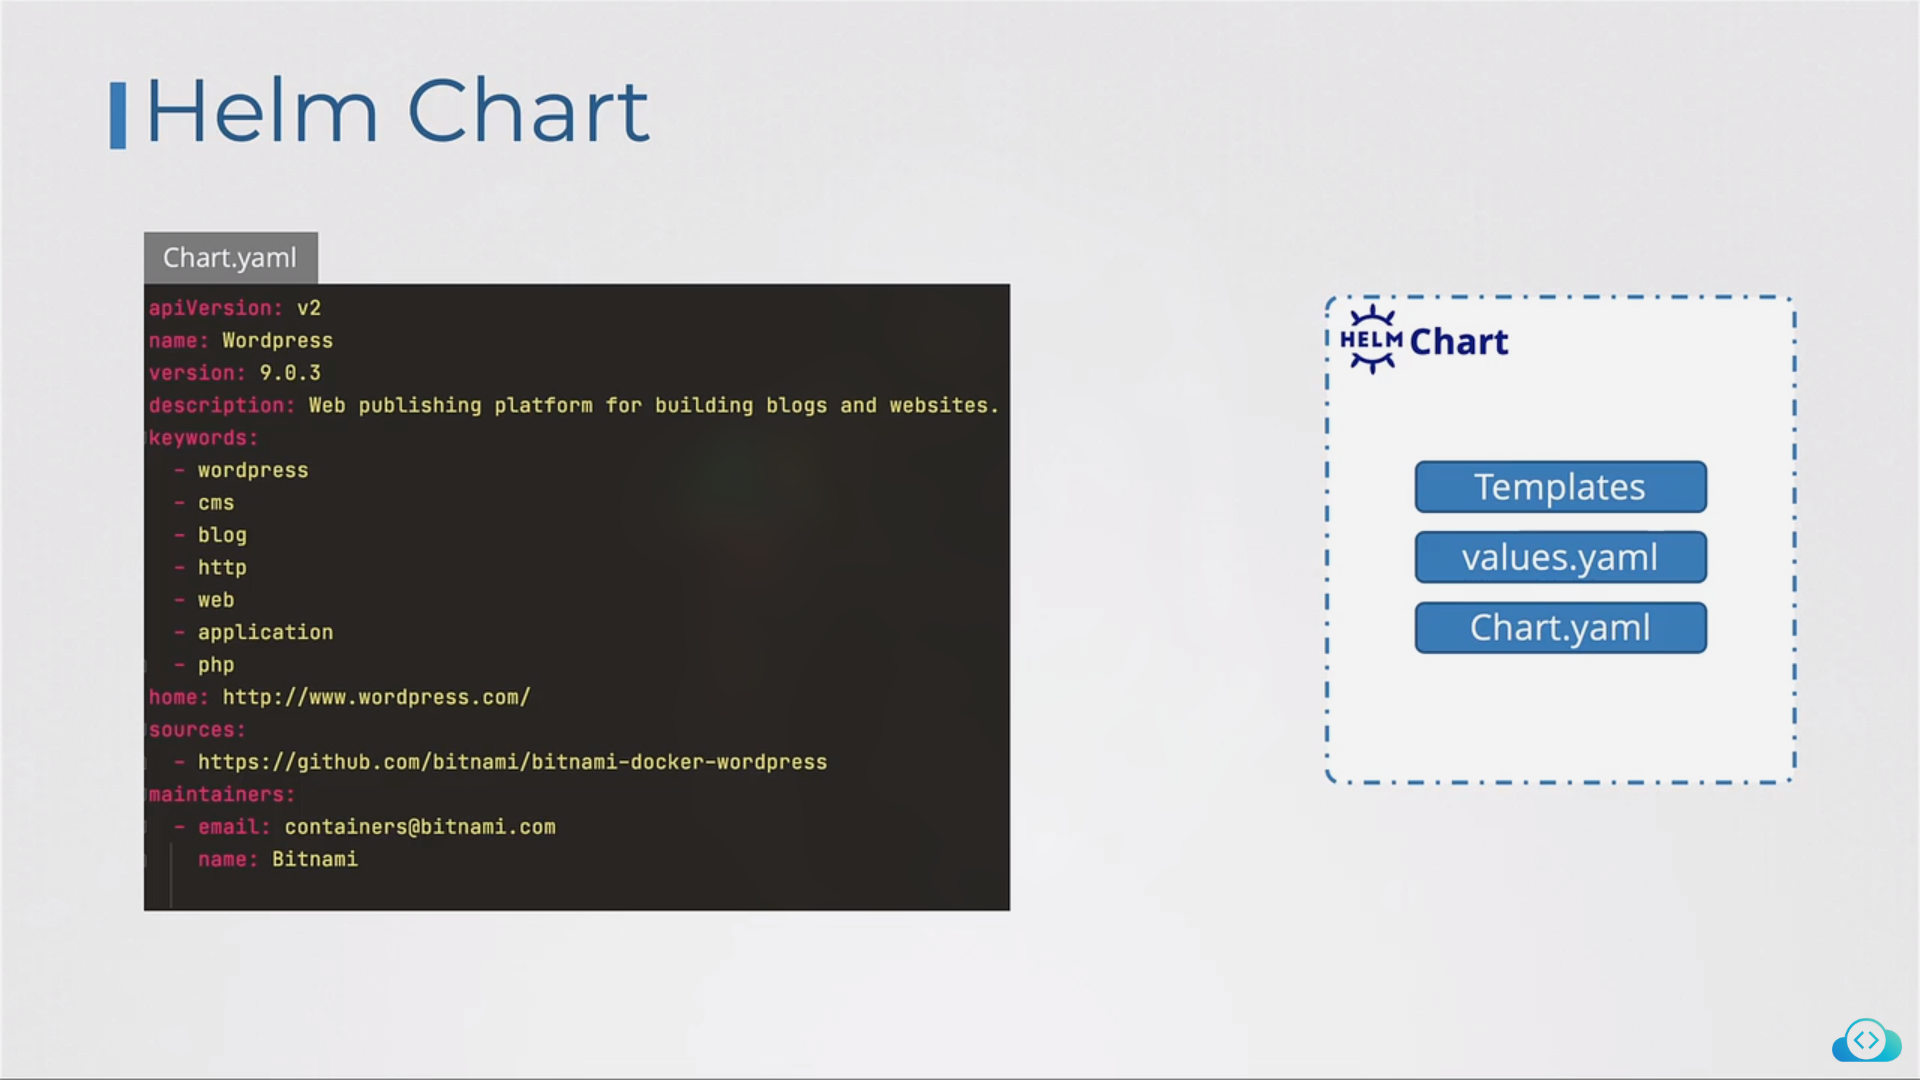 Helm Chart
Chart.yaml
apiVersion: v2
name: Wordpress
version: 9.0.3
description: Web publishing platform for building blogs and websites.
keywords:
  - wordpress
  - cms
  - blog
  - http
  - web
  - application
  - php
home: http://www.wordpress.com/
sources:
  - https://github.com/bitnami/bitnami-docker-wordpress
maintainers:
  - email: containers@bitnami.com
    name: Bitnami
HELM Chart
Templates
values.yaml
Chart.yaml